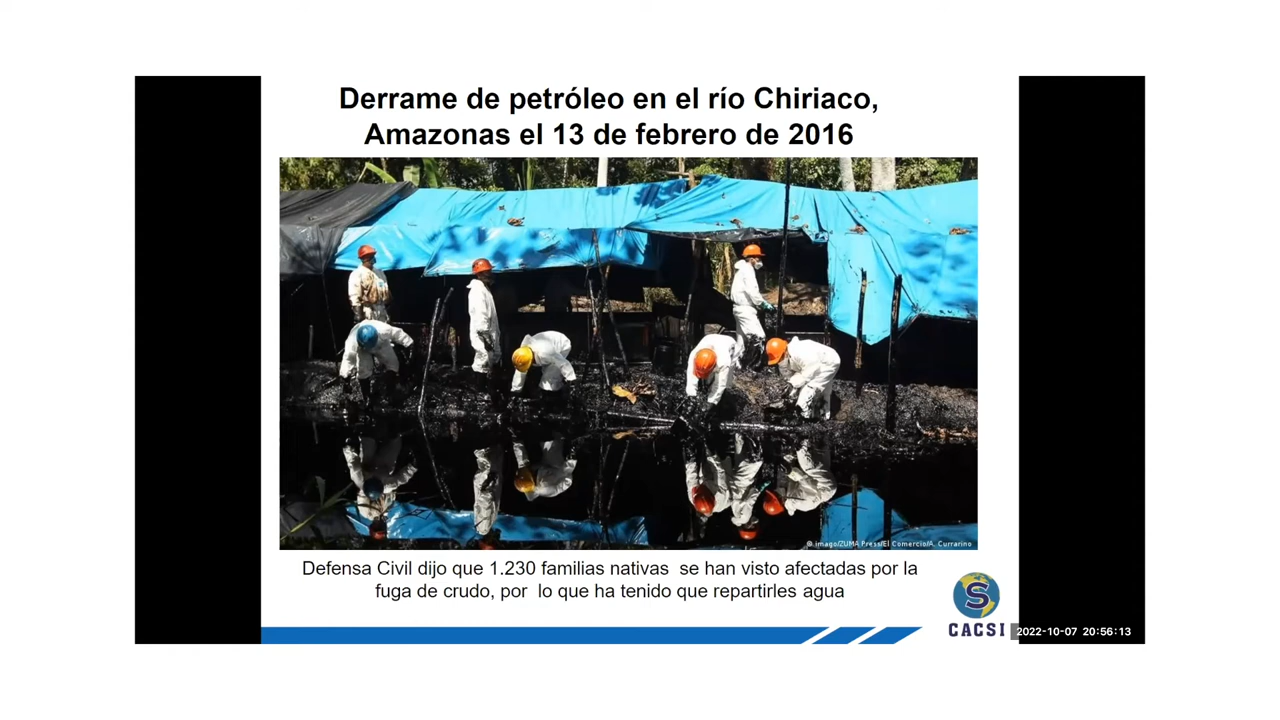 Derrame de petróleo en el río Chiriaco,
Amazonas el 13 de febrero de 2016
© imago/ZUMA Press/El Comercio/A. Currarino
Defensa Civil dijo que 1.230 familias nativas se han visto afectadas por la
fuga de crudo, por lo que ha tenido que repartirles agua
S
CACSI
2022-10-07 20:56:13